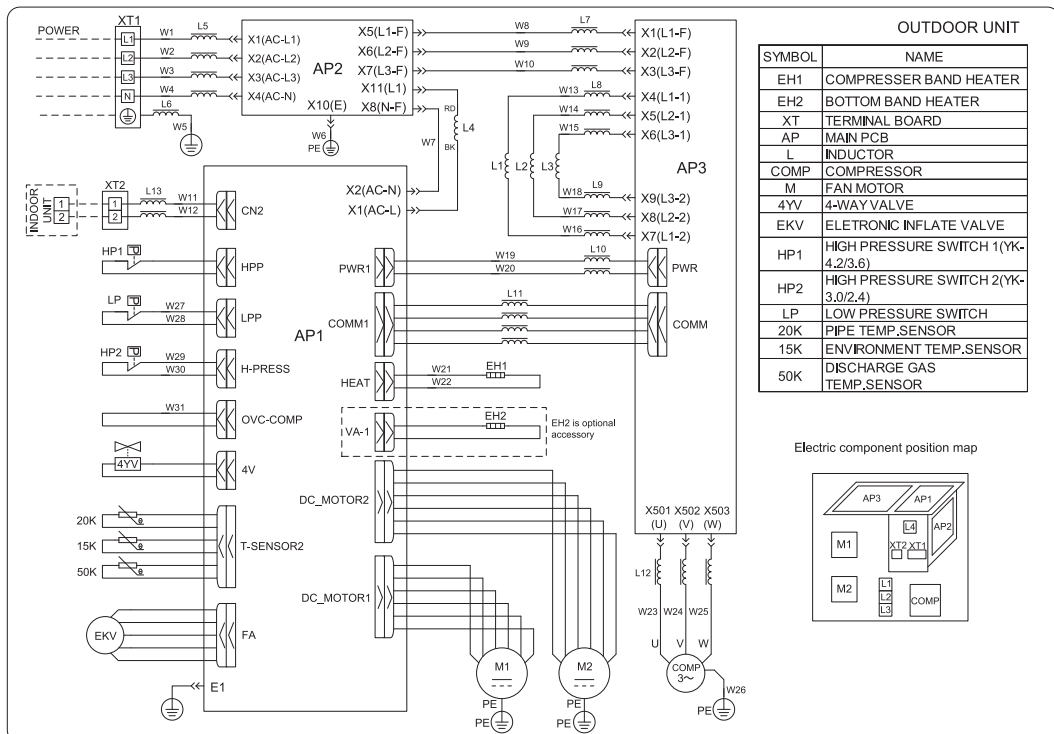 POWER
XT1
L1
L2
L3
N
W1
W2
W3
W4
L5
L6
W5
X1(AC-L1)
X2(AC-L2)
X3(AC-L3)
X4(AC-N)
AP2
X5(L1-F)
X6(L2-F)
X7(L3-F)
X11(L1)
X10(E)
X8(N-F)
W6
PE
RD
BK
W7
L4
W8
W9
W10
L7
X1(L1-F)
X2(L2-F)
X3(L3-F)
W13
L8
W14
W15
X4(L1-1)
X5(L2-1)
X6(L3-1)
AP3
L1
L2
L3
W18
L9
W17
W16
X9(L3-2)
X8(L2-2)
X7(L1-2)
INDOOR
UNIT
1
2
XT2
1
2
L13
W11
W12
CN2
X2(AC-N)
X1(AC-L)
HP1
P
HPP
PWR1
W19
W20
L10
PWR
LP
P
W27
W28
LPP
AP1
COMM1
L11
COMM
HP2
P
W29
W30
H-PRESS
HEAT
W21
W22
EH1
W31
OVC-COMP
VA-1
EH2
EH2 is optional
accessory
4YV
4V
DC_MOTOR2
20K
15K
50K
T-SENSOR2
DC_MOTOR1
EKV
FA
E1
M1
PE
PE
M2
PE
PE
X501
(U)
X502
(V)
X503
(W)
L12
W23
W24
W25
U
V
W
COMP
3~
W26
PE
OUTDOOR UNIT
SYMBOL NAME
EH1 COMPRESSER BAND HEATER
EH2 BOTTOM BAND HEATER
XT TERMINAL BOARD
AP MAIN PCB
L INDUCTOR
COMP COMPRESSOR
M FAN MOTOR
4YV 4-WAY VALVE
EKV ELETRONIC INFLATE VALVE
HP1 HIGH PRESSURE SWITCH 1(YK-
4.2/3.6)
HP2 HIGH PRESSURE SWITCH 2(YK-
3.0/2.4)
LP LOW PRESSURE SWITCH
20K PIPE TEMP.SENSOR
15K ENVIRONMENT TEMP.SENSOR
50K DISCHARGE GAS
TEMP.SENSOR
Electric component position map
AP3
AP1
L4
AP2
XT2
XT1
M1
M2
L1
L2
L3
COMP